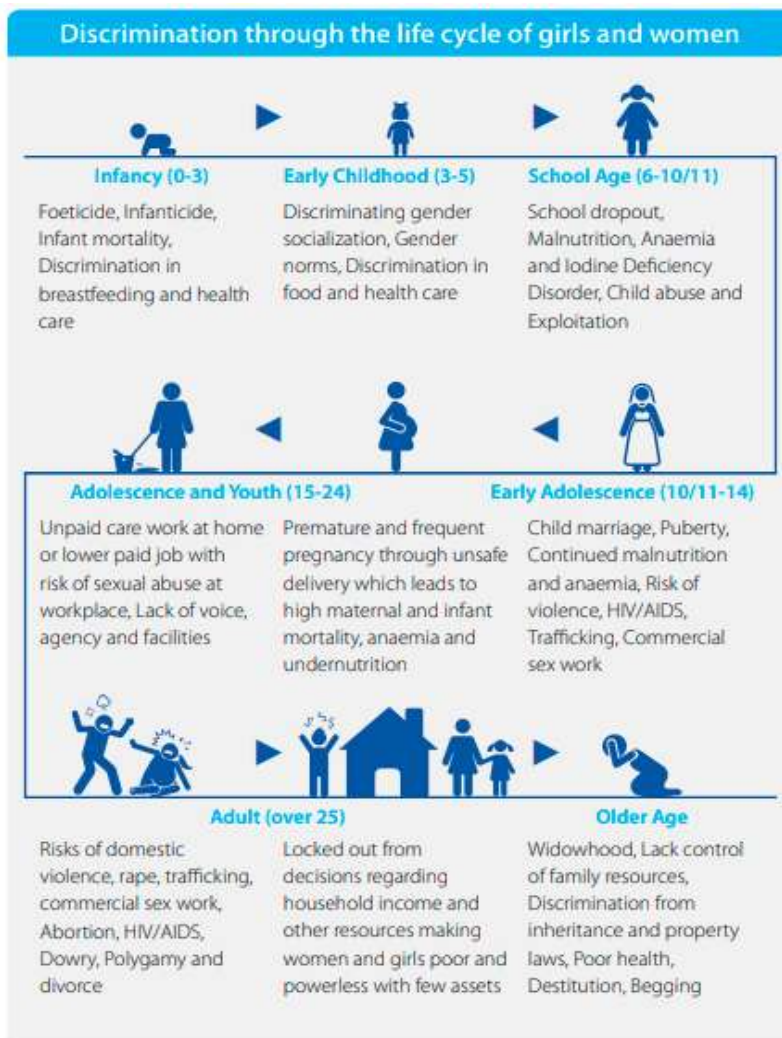 Discrimination through the life cycle of girls and women
Infancy (0-3)
Foeticide, Infanticide,
Infant mortality,
Discrimination in
breastfeeding and health
care
Early Childhood (3-5)
Discriminating gender
socialization, Gender
norms, Discrimination in
food and health care
School Age (6-10/11)
School dropout,
Malnutrition, Anaemia
and Iodine Deficiency
Disorder, Child abuse and
Exploitation
Early Adolescence (10/11-14)
Child marriage, Puberty,
Continued malnutrition
and anaemia, Risk of
violence, HIV/AIDS,
Trafficking, Commercial
sex work
Adolescence and Youth (15-24)
Premature and frequent
pregnancy through unsafe
delivery which leads to
high maternal and infant
mortality, anaemia and
undernutrition
Unpaid care work at home
or lower paid job with
risk of sexual abuse at
workplace, Lack of voice,
agency and facilities
Adult (over 25)
Risks of domestic
violence, rape, trafficking,
commercial sex work,
Abortion, HIV/AIDS,
Dowry, Polygamy and
divorce
Locked out from
decisions regarding
household income and
other resources making
women and girls poor and
powerless with few assets
Older Age
Widowhood, Lack control
of family resources,
Discrimination from
inheritance and property
laws, Poor health,
Destitution, Begging